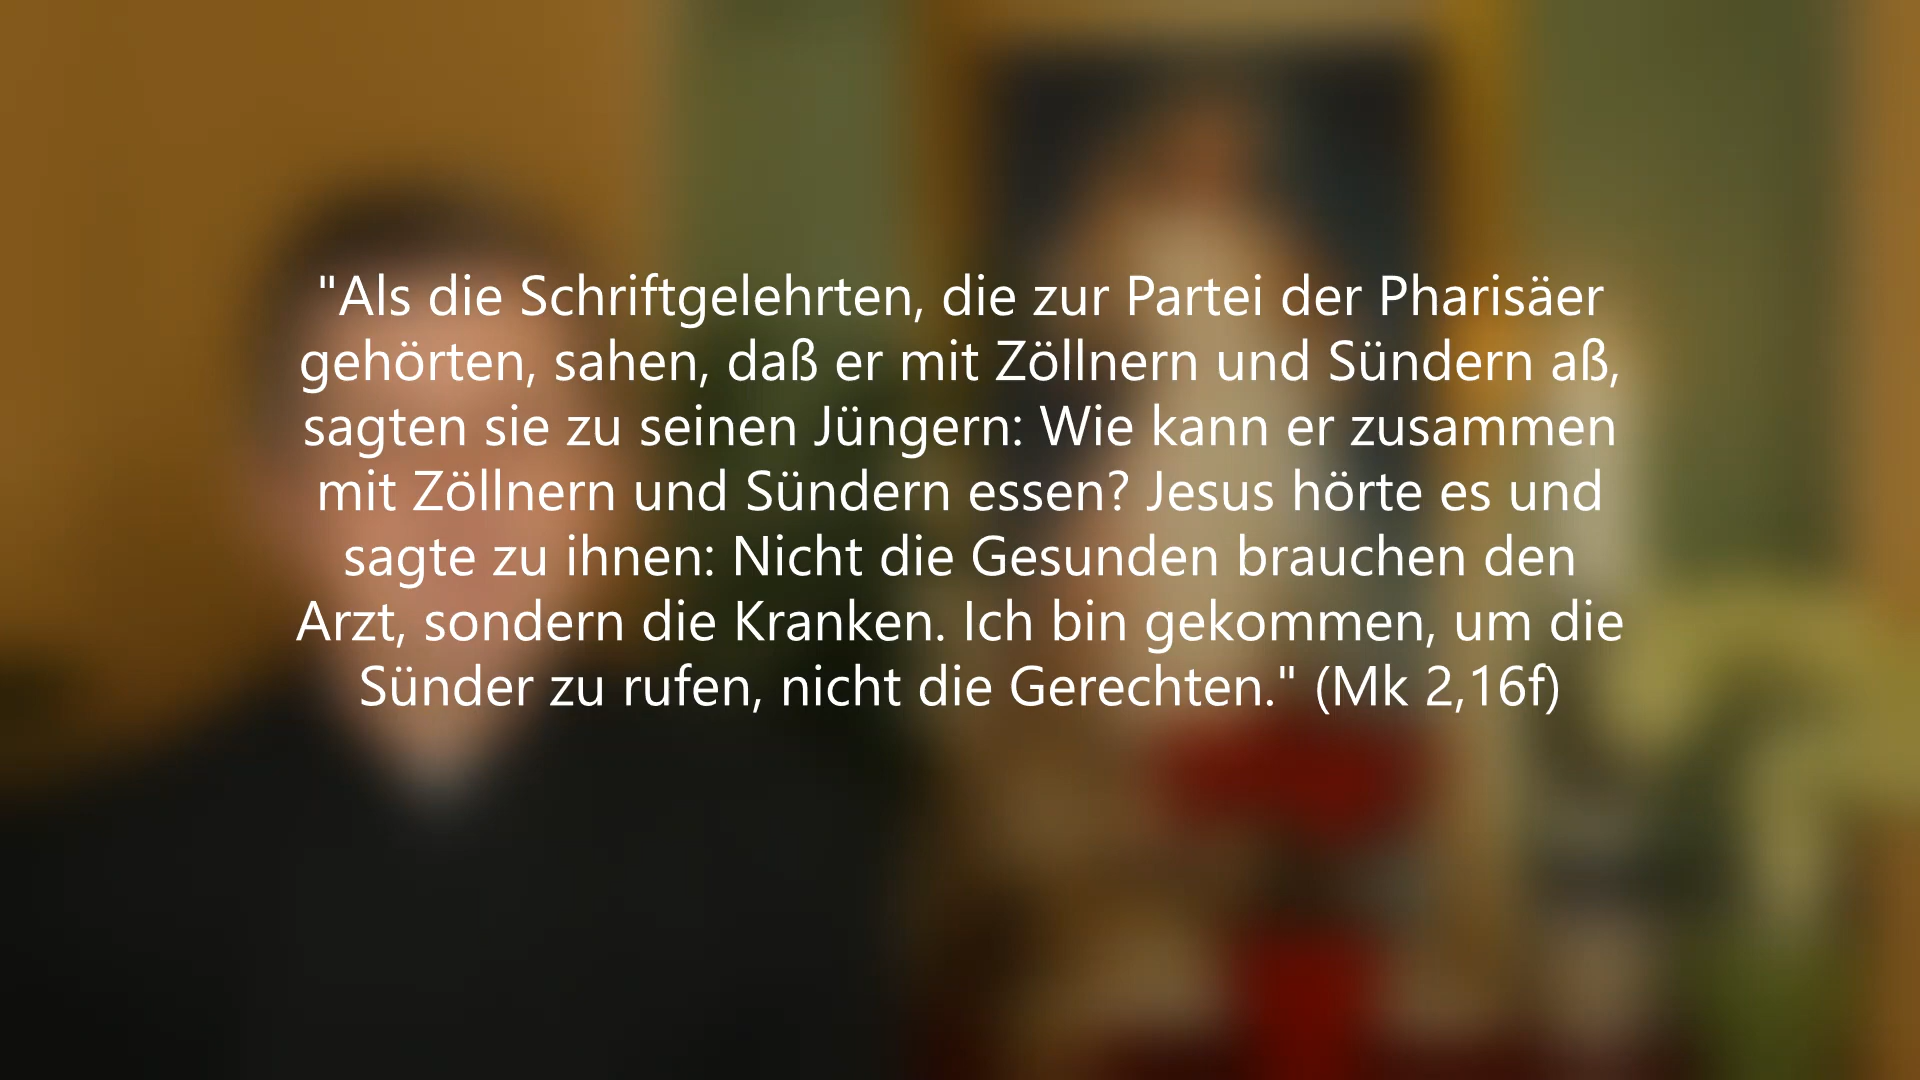 "Als die Schriftgelehrten, die zur Partei der Pharisäer
gehörten, sahen, daß er mit Zöllnern und Sündern aß,
sagten sie zu seinen Jüngern: Wie kann er zusammen
mit Zöllnern und Sündern essen? Jesus hörte es und
sagte zu ihnen: Nicht die Gesunden brauchen den
Arzt, sondern die Kranken. Ich bin gekommen, um die
Sünder zu rufen, nicht die Gerechten." (Mk 2,16f)